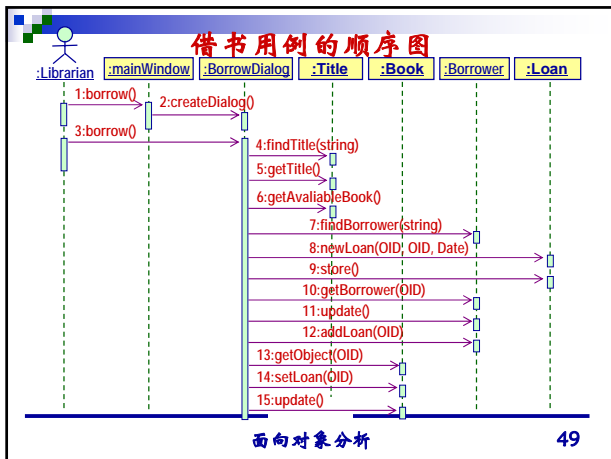 借书用例的顺序图
:Librarian :mainWindow :BorrowDialog :Title :Book :Borrower :Loan
1:borrow()
2:createDialog()
3:borrow()
4:findTitle(string)
5:getTitle()
6:getAvaliableBook()
7:findBorrower(string)
8:newLoan(OID, OID, Date)
9:store()
10:getBorrower(OID)
11:update()
12:addLoan(OID)
13:getObject(OID)
14:setLoan(OID)
15:update()
面向对象分析 49